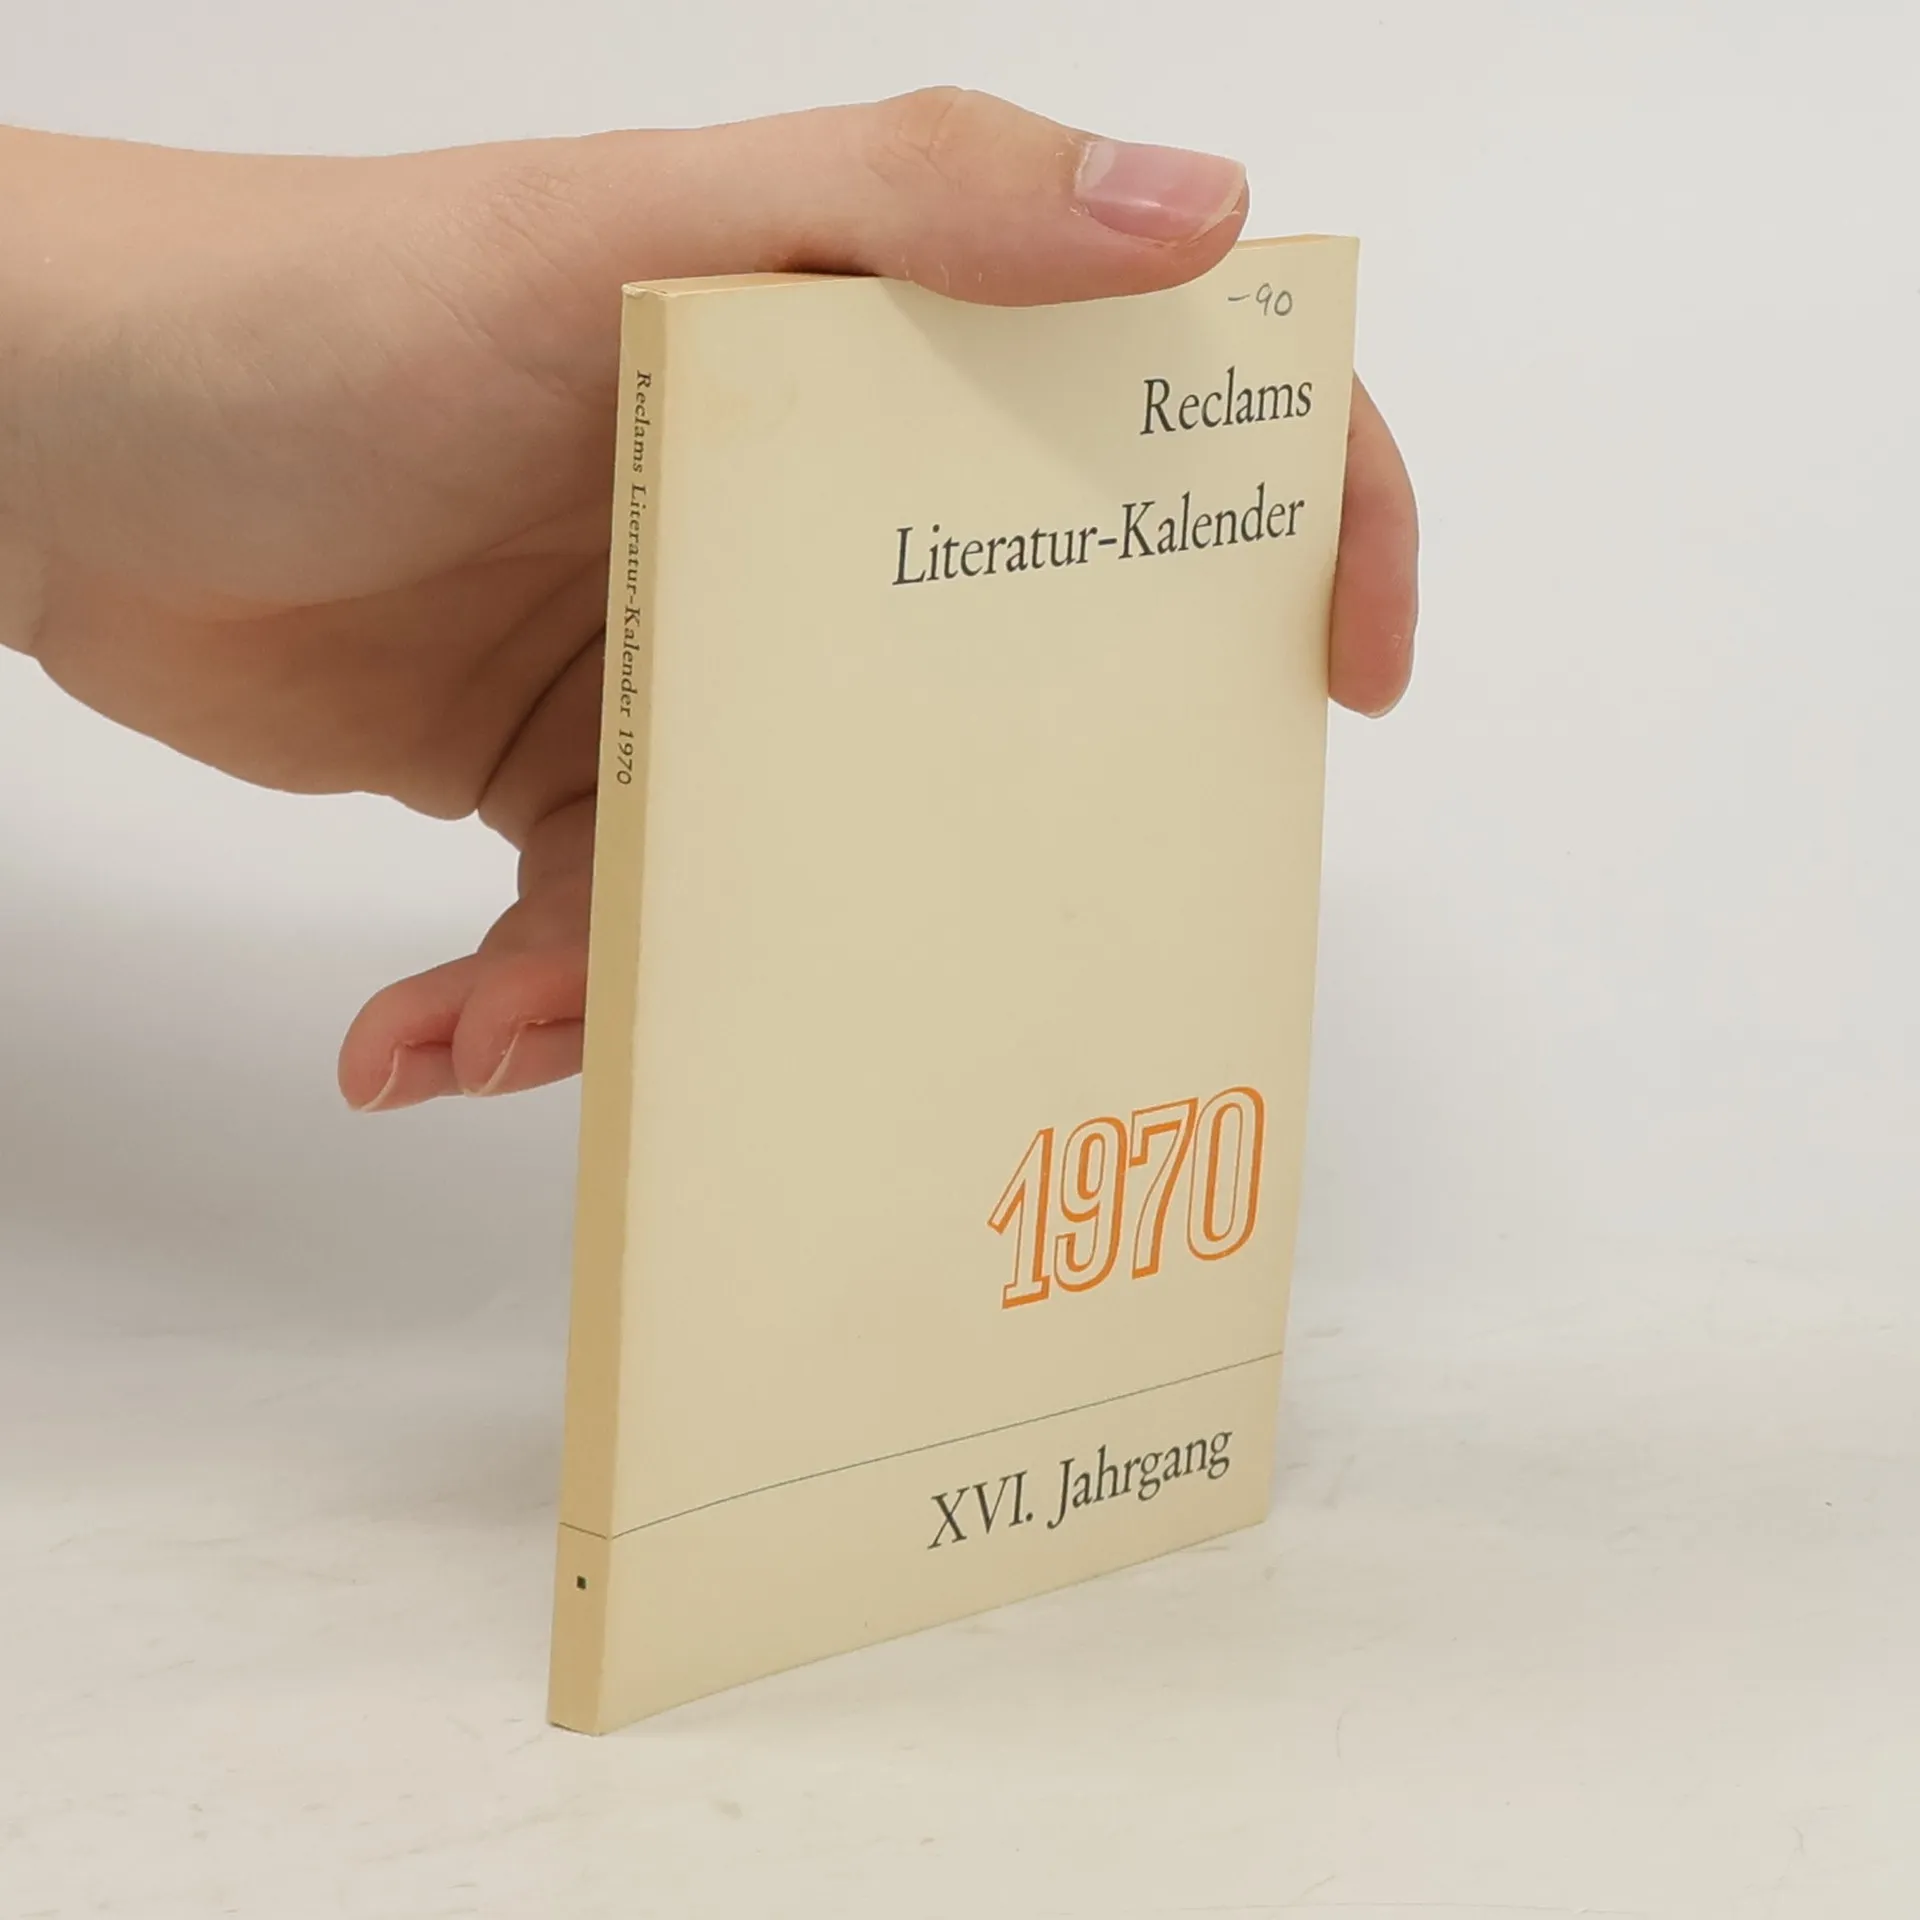 -90
Reclams
Literatur-Kalender
1970
XVI. Jahrgang
Reclams Literatur-Kalender 1970